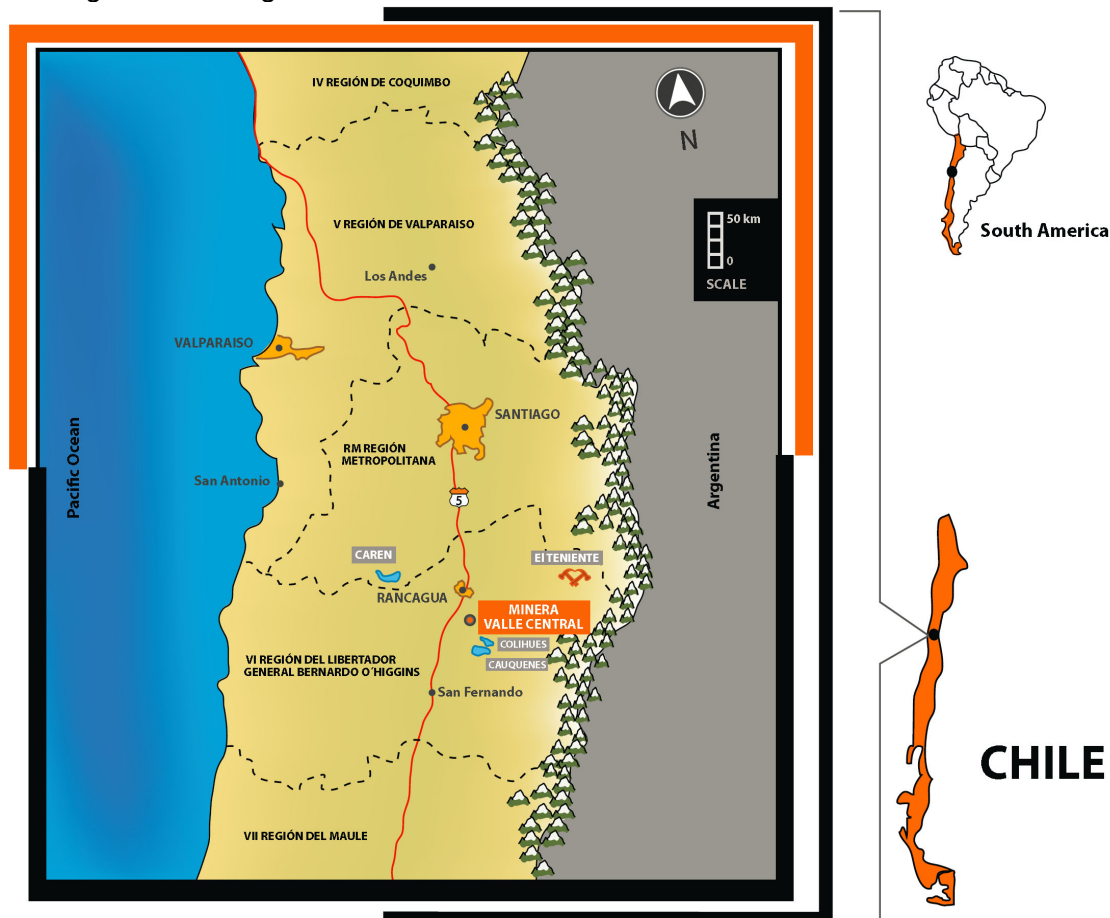 IV REGIÓN DE COQUIMBO
N
V REGIÓN DE VALPARAISO
50 km
0
SCALE
Los Andes
South America
VALPARAISO
SANTIAGO
RM REGIÓN
METROPOLITANA
Pacific Ocean
Argentina
San Antonio
5
CAREN
ElTENIENTE
RANCAGUA
MINERA
VALLE CENTRAL
COLIHUES
CAUQUENES
VI REGIÓN DEL LIBERTADOR
GENERAL BERNARDO O´HIGGINS
San Fernando
CHILE
VII REGIÓN DEL MAULE